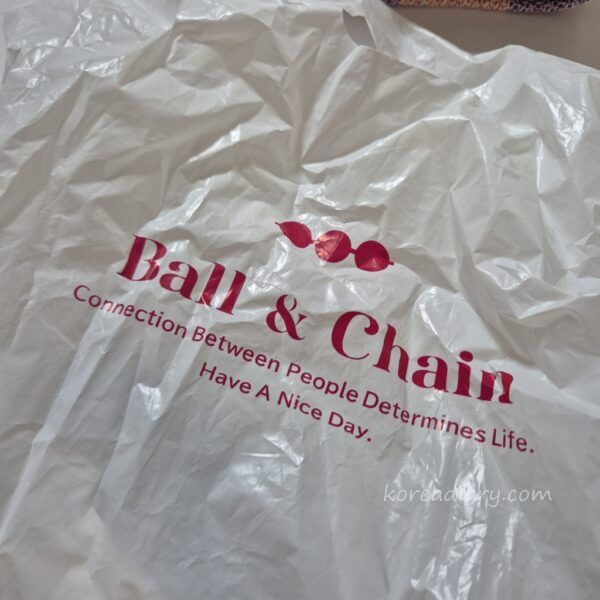 Ball & Chain
Connection Between People Determines Life.
Have A Nice Day.
koreadiary.com